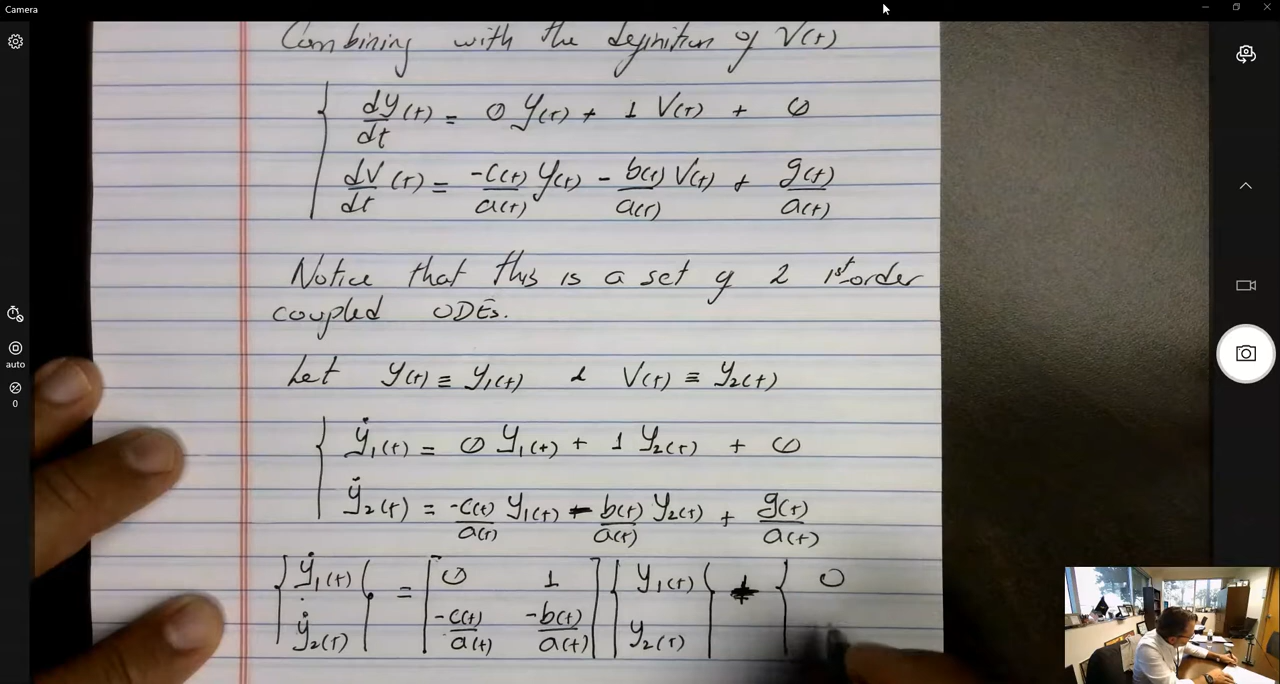 Camera
Combining with the definition of V(t)
dy/dt (t) = 0 y(t) + 1 V(t) + 0
dV/dt (t) = -c(t)/a(t) y(t) - b(t)/a(t) V(t) + g(t)/a(t)
Notice that this is a set of 2 1st order
coupled ODEs.
Let y(t) ≡ y₁(t) & V(t) ≡ y₂(t)
ẏ₁(t) = 0 y₁(t) + 1 y₂(t) + 0
ẏ₂(t) = -c(t)/a(t) y₁(t) - b(t)/a(t) y₂(t) + g(t)/a(t)
{ẏ₁(t) = [0 1 {y₁(t) + {0
ẏ₂(t)} -c(t)/a(t) -b(t)/a(t)] y₂(t)}
auto
0